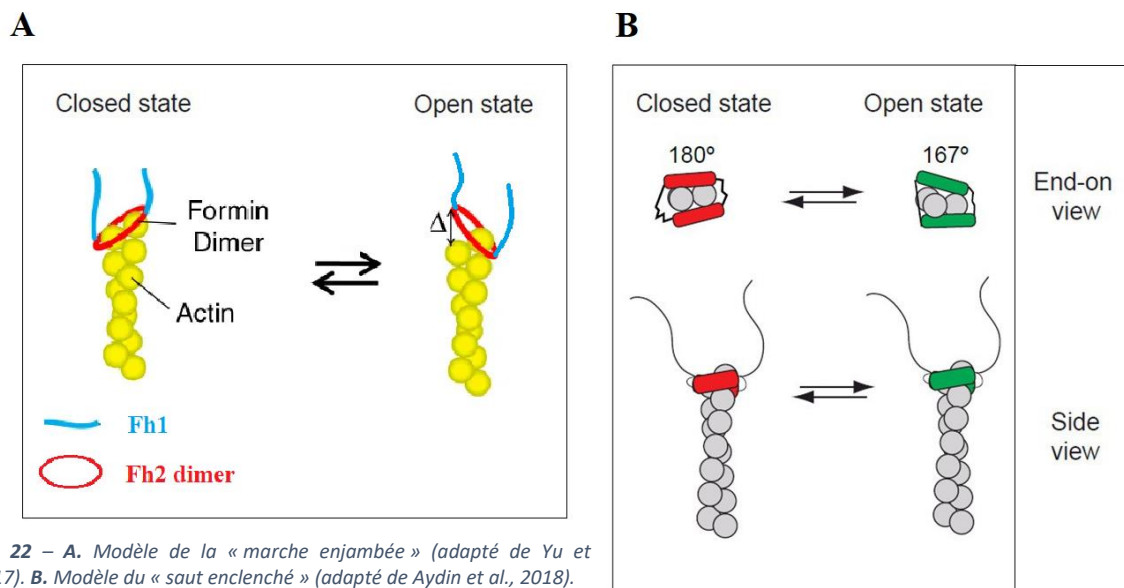 A
Closed state
Open state
Formin
Dimer
Δ
Actin
Fh1
Fh2 dimer
22 – A. Modèle de la « marche enjambée » (adapté de Yu et
17). B. Modèle du « saut enclenché » (adapté de Aydin et al., 2018).
B
Closed state
Open state
180º
167º
End-on
view
Side
view